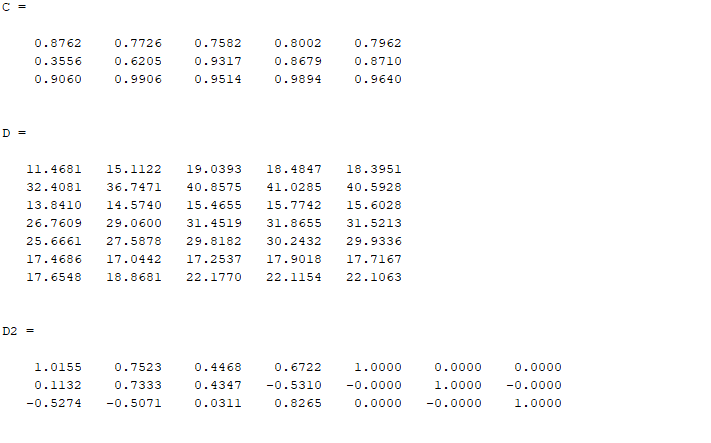 C =
0.8762 0.7726 0.7582 0.8002 0.7962
0.3556 0.6205 0.9317 0.8679 0.8710
0.9060 0.9906 0.9514 0.9894 0.9640
D =
11.4681 15.1122 19.0393 18.4847 18.3951
32.4081 36.7471 40.8575 41.0285 40.5928
13.8410 14.5740 15.4655 15.7742 15.6028
26.7609 29.0600 31.4519 31.8655 31.5213
25.6661 27.5878 29.8182 30.2432 29.9336
17.4686 17.0442 17.2537 17.9018 17.7167
17.6548 18.8681 22.1770 22.1154 22.1063
D2 =
1.0155 0.7523 0.4468 0.6722 1.0000 0.0000 0.0000
0.1132 0.7333 0.4347 -0.5310 -0.0000 1.0000 -0.0000
-0.5274 -0.5071 0.0311 0.8265 0.0000 -0.0000 1.0000